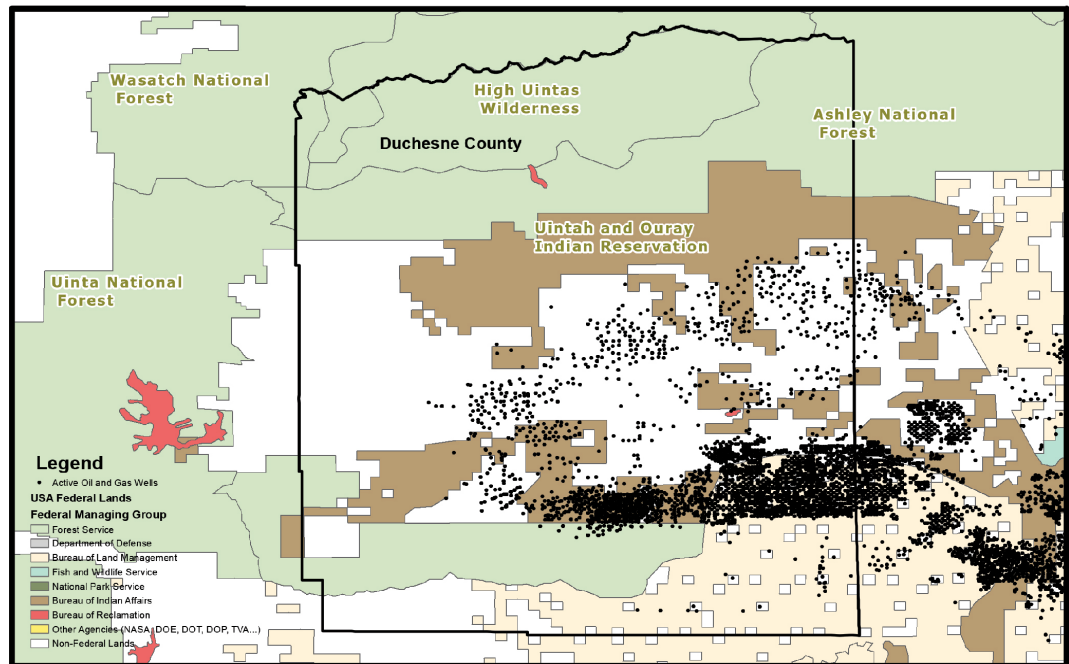 Wasatch National
Forest
High Uintas
Wilderness
Ashley National
Forest
Duchesne County
Uintah and Ouray
Indian Reservation
Uinta National
Forest
Legend
Active Oil and Gas Wells
USA Federal Lands
Federal Managing Group
Forest Service
Department of Defense
Bureau of Land Management
Fish and Wildlife Service
National Park Service
Bureau of Indian Affairs
Bureau of Reclamation
Other Agencies (NASA, DOE, DOT, DOP, TVA...)
Non-Federal Lands